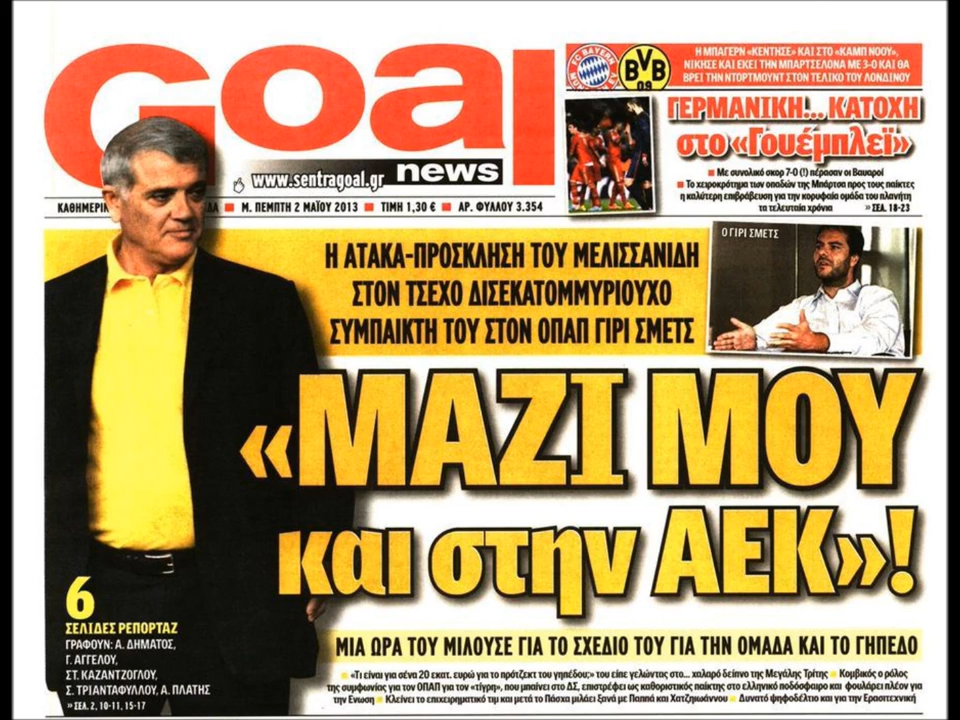 Goal
news
www.sentragoal.gr
FC BAYERN
BVB
09
Η ΜΠΑΓΕΡΝ «ΚΕΝΤΗΣΕ» ΚΑΙ ΣΤΟ «ΚΑΜΠ ΝΟΟΥ»,
ΝΙΚΗΣΕ ΚΑΙ ΕΚΕΙ ΤΗΝ ΜΠΑΡΤΣΕΛΟΝΑ ΜΕ 3-0 ΚΑΙ ΘΑ
ΒΡΕΙ ΤΗΝ ΝΤΟΡΤΜΟΥΝΤ ΣΤΟΝ ΤΕΛΙΚΟ ΤΟΥ ΛΟΝΔΙΝΟΥ
ΓΕΡΜΑΝΙΚΗ... ΚΑΤΟΧΗ
στο «Γουέμπλεϊ»
■ Με συνολικό σκορ 7-0 (!) πέρασαν οι Βαυαροί
■ Το χειροκρότημα των οπαδών της Μπάρτσα προς τους παίκτες
η καλύτερη επιβράβευση για την κορυφαία ομάδα του πλανήτη
τα τελευταία χρόνια » ΣΕΛ. 18-23
Μ. ΠΕΜΠΤΗ 2 ΜΑΪΟΥ 2013 ■ ΤΙΜΗ 1,30 € ■ ΑΡ. ΦΥΛΛΟΥ 3.354
Η ΑΤΑΚΑ-ΠΡΟΣΚΛΗΣΗ ΤΟΥ ΜΕΛΙΣΣΑΝΙΔΗ
ΣΤΟΝ ΤΣΕΧΟ ΔΙΣΕΚΑΤΟΜΜΥΡΙΟΥΧΟ
ΣΥΜΠΑΙΚΤΗ ΤΟΥ ΣΤΟΝ ΟΠΑΠ ΓΙΡΙ ΣΜΕΤΣ
Ο ΓΙΡΙ ΣΜΕΤΣ
«ΜΑΖΙ ΜΟΥ
και στην ΑΕΚ»!
6
ΣΕΛΙΔΕΣ ΡΕΠΟΡΤΑΖ
ΓΡΑΦΟΥΝ: Α. ΔΗΜΑΤΟΣ,
Γ. ΑΓΓΕΛΟΥ,
ΣΤ. ΚΑΖΑΝΤΖΟΓΛΟΥ,
Σ. ΤΡΙΑΝΤΑΦΥΛΛΟΥ, Α. ΠΛΑΤΗΣ
» ΣΕΛ. 2, 10-11, 15-17
ΜΙΑ ΩΡΑ ΤΟΥ ΜΙΛΟΥΣΕ ΓΙΑ ΤΟ ΣΧΕΔΙΟ ΤΟΥ ΓΙΑ ΤΗΝ ΟΜΑΔΑ ΚΑΙ ΤΟ ΓΗΠΕΔΟ
■ «Τι είναι για σένα 20 εκατ. ευρώ για το πρότζεκτ του γηπέδου;» του είπε γελώντας στο... χαλαρό δείπνο της Μεγάλης Τρίτης ■ Κομβικός ο ρόλος
της συμφωνίας για τον ΟΠΑΠ για τον «τίγρη», που μπαίνει στο ΔΣ, επιστρέφει ως καθοριστικός παίκτης στο ελληνικό ποδόσφαιρο και φουλάρει πλέον για
την Ένωση ■ Κλείνει το επιχειρηματικό τιμ και μετά το Πάσχα μιλάει ξανά με Παππά και Χατζηιωάννου ■ Δυνατό ψηφοδέλτιο και για την Ερασιτεχνική